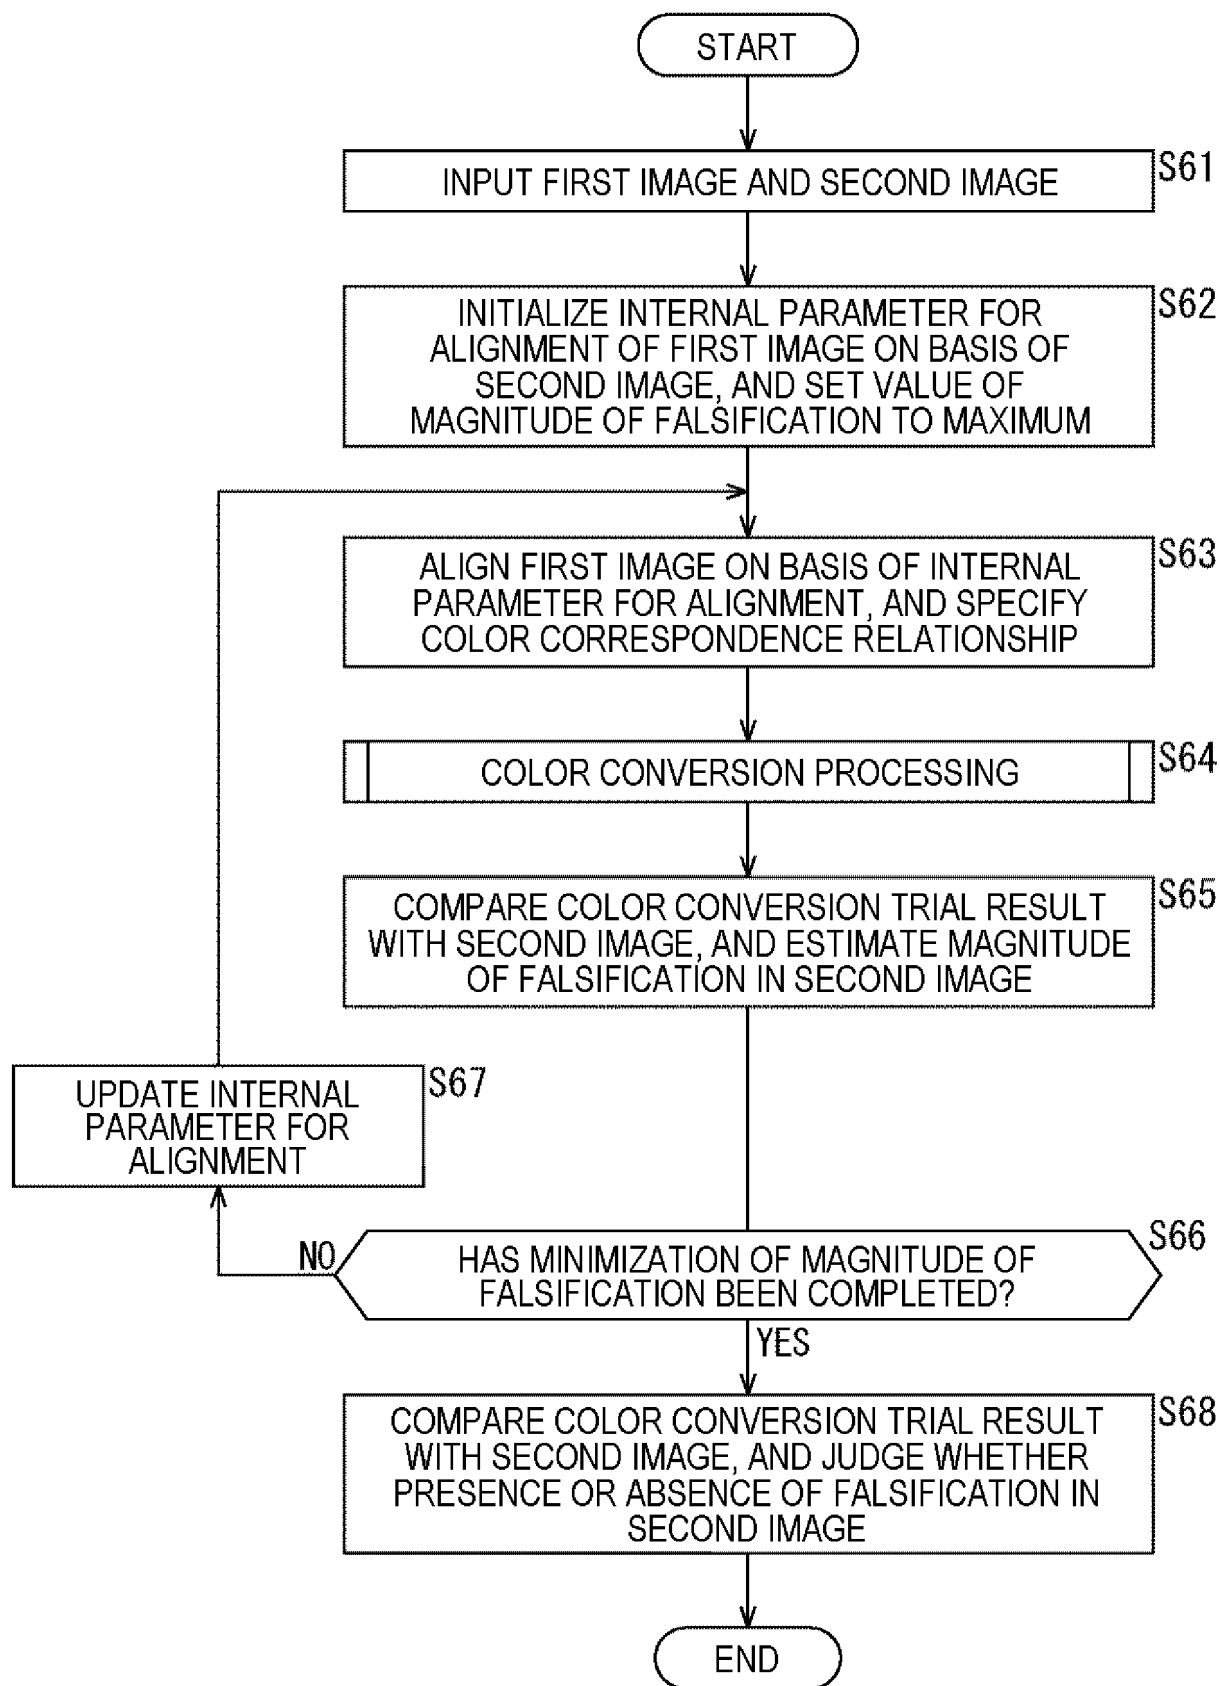 START
INPUT FIRST IMAGE AND SECOND IMAGE
S61
INITIALIZE INTERNAL PARAMETER FOR
ALIGNMENT OF FIRST IMAGE ON BASIS OF
SECOND IMAGE, AND SET VALUE OF
MAGNITUDE OF FALSIFICATION TO MAXIMUM
S62
ALIGN FIRST IMAGE ON BASIS OF INTERNAL
PARAMETER FOR ALIGNMENT, AND SPECIFY
COLOR CORRESPONDENCE RELATIONSHIP
S63
COLOR CONVERSION PROCESSING
S64
COMPARE COLOR CONVERSION TRIAL RESULT
WITH SECOND IMAGE, AND ESTIMATE MAGNITUDE
OF FALSIFICATION IN SECOND IMAGE
S65
UPDATE INTERNAL
PARAMETER FOR
ALIGNMENT
S67
NO
HAS MINIMIZATION OF MAGNITUDE OF
FALSIFICATION BEEN COMPLETED?
S66
YES
COMPARE COLOR CONVERSION TRIAL RESULT
WITH SECOND IMAGE, AND JUDGE WHETHER
PRESENCE OR ABSENCE OF FALSIFICATION IN
SECOND IMAGE
S68
END